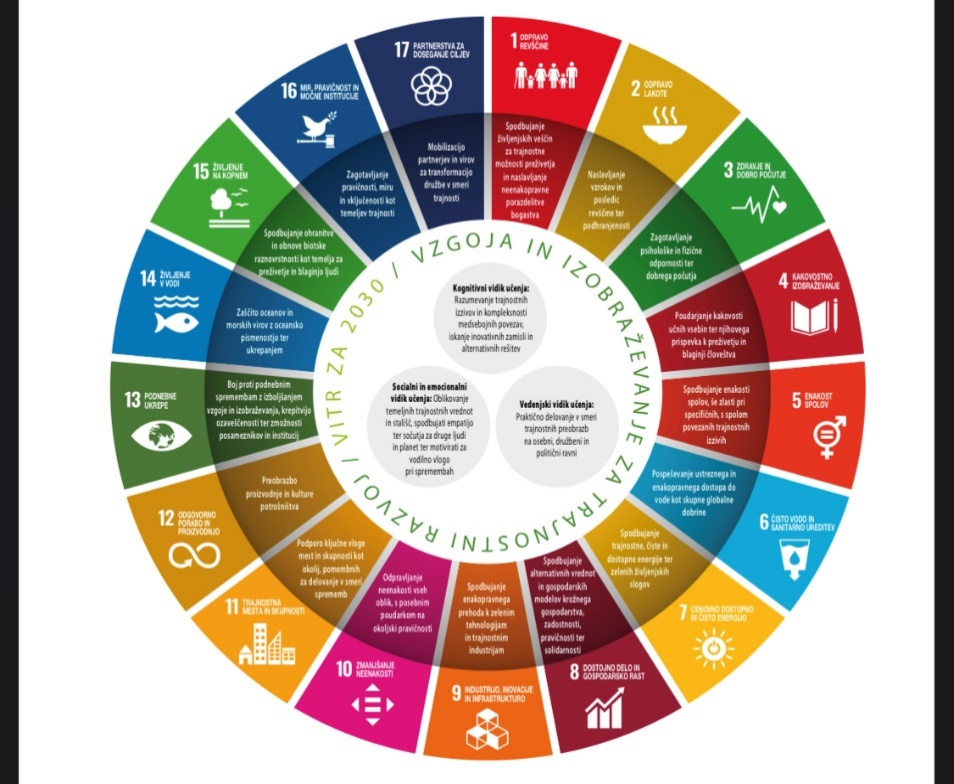 1 ODPRAVO
REVŠČINE
Spodbujanje
življenjskih veščin
za trajnostne
možnosti preživetja
in naslavljanje
neenakopravne
porazdelitve
bogastva
2 ODPRAVO
LAKOTE
Naslavljanje
vzrokov in
posledic
revščine ter
podhranjenosti
3 ZDRAVJE IN
DOBRO POČUTJE
Zagotavljanje
psihološke in fizične
odpornosti ter
dobrega počutja
4 KAKOVOSTNO
IZOBRAŽEVANJE
Poudarjanje kakovosti
učnih vsebin ter njihovega
prispevka k preživetju in
blaginji človeštva
5 ENAKOST
SPOLOV
Spodbujanje enakosti
spolov, še zlasti pri
specifičnih, s spolom
povezanih trajnostnih
izzivih
6 ČISTO VODO IN
SANITARNO UREDITEV
Pospeševanje ustreznega in
enakopravnega dostopa do
vode kot skupne globalne
dobrine
7 CENOVNO DOSTOPNO
IN ČISTO ENERGIJO
Spodbujanje
trajnostne, čiste in
dostopne energije ter
zelenih življenjskih
slogov
8 DOSTOJNO DELO IN
GOSPODARSKO RAST
Spodbujanje
alternativnih vrednot
in gospodarskih
modelov krožnega
gospodarstva,
zadostnosti,
pravičnosti ter
solidarnosti
9 INDUSTRIJO, INOVACIJE
IN INFRASTRUKTURO
Spodbujanje
enakopravnega
prehoda k zelenim
tehnologijam
in trajnostnim
industrijam
10 ZMANJŠANJE
NEENAKOSTI
Odpravljanje
neenakosti vseh
oblik, s posebnim
poudarkom na
okoljski pravičnosti
11 TRAJNOSTNA
MESTA IN SKUPNOSTI
Podporo ključne vloge
mest in skupnosti kot
okolij, pomembnih
za delovanje v smeri
sprememb
12 ODGOVORNO
PORABO IN
PROIZVODNJO
Preobrazbo
proizvodnje in kulture
potrošništva
13 PODNEBNE
UKREPE
Boj proti podnebnim
spremembam z izboljšanjem
vzgoje in izobraževanja, krepitvijo
ozaveščenosti ter zmožnosti
posameznikov in institucij
14 ŽIVLJENJE
V VODI
Zaščito oceanov in
morskih virov z oceansko
pismenostjo ter
ukrepanjem
15 ŽIVLJENJE
NA KOPNEM
Spodbujanje ohranitve
in obnove biotske
raznovrstnosti kot temelja za
preživetje in blaginjo ljudi
16 MIR, PRAVIČNOST IN
MOČNE INSTITUCIJE
Zagotavljanje
pravičnosti, miru
in vključenosti kot
temeljev trajnosti
17 PARTNERSTVA ZA
DOSEGANJE CILJEV
Mobilizacijo
partnerjev in virov
za transformacijo
družbe v smeri
trajnosti
/ VZGOJA IN IZOBRAŽEVANJE ZA TRAJNOSTNI RAZVOJ / VITR ZA 2030
Kognitivni vidik učenja:
Razumevanje trajnostnih
izzivov in kompleksnosti
medsebojnih povezav,
iskanje inovativnih zamisli in
alternativnih rešitev
Socialni in emocionalni
vidik učenja: Oblikovanje
temeljnih trajnostnih vrednot
in stališč, spodbujati empatijo
ter sočutja za druge ljudi
in planet ter motivirati za
vodilno vlogo
pri spremembah
Vedenjski vidik učenja:
Praktično delovanje v smeri
trajnostnih preobrazb
na osebni, družbeni in
politični ravni